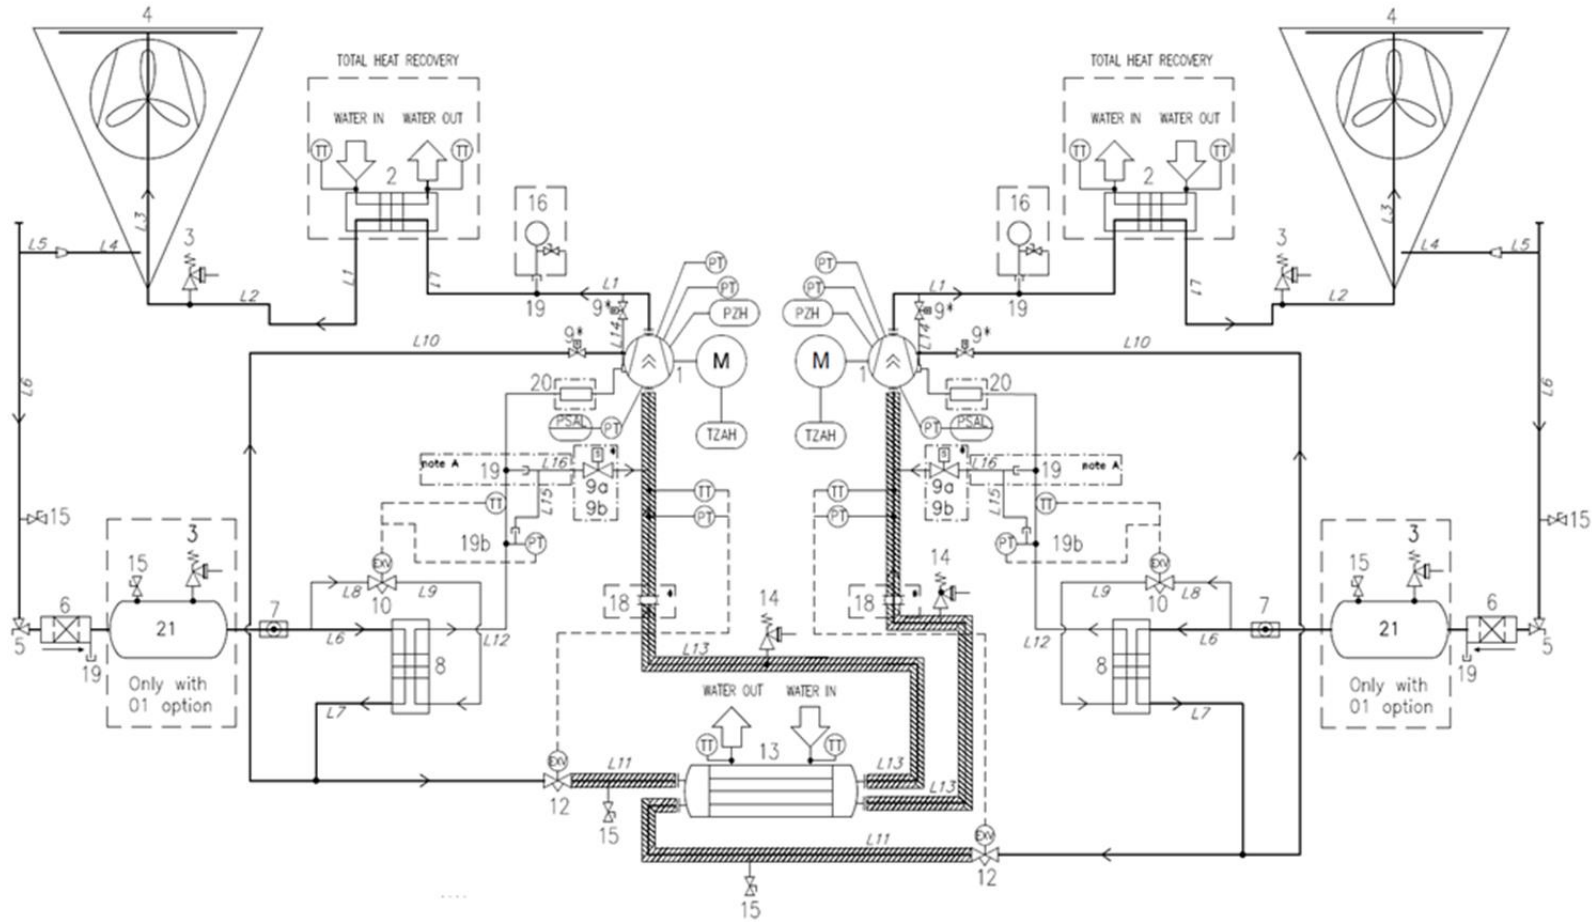 4
4
TOTAL HEAT RECOVERY
TOTAL HEAT RECOVERY
WATER IN
WATER OUT
WATER IN
WATER OUT
TT
TT
TT
TT
2
2
16
16
L3
L3
L5
L4
3
3
L4
L5
L1
L1
L1
L1
L2
L1
19
9*
PT
PT
PT
PT
PZH
PZH
L1
9*
19
L2
L14
L14
L10
9*
9*
L10
1
M
M
1
L6
20
20
L6
PSAL
PT
TZAH
TZAH
PT
PSAL
note A
19
L16
S
*
S
*
L16
19
note A
9a
9b
9a
9b
TT
L15
TT
PT
TT
PT
L15
TT
15
3
15
19b
PT
PT
19b
15
3
15
EXV
EXV
L8
10
L9
L9
10
L8
18
*
14
14
18
*
5
6
21
7
L6
L12
L13
L12
L6
7
21
6
5
19
8
8
19
Only with
01 option
Only with
01 option
L7
WATER OUT
WATER IN
L7
TT
13
TT
EXV
L11
L13
L13
12
15
L11
EXV
12
15